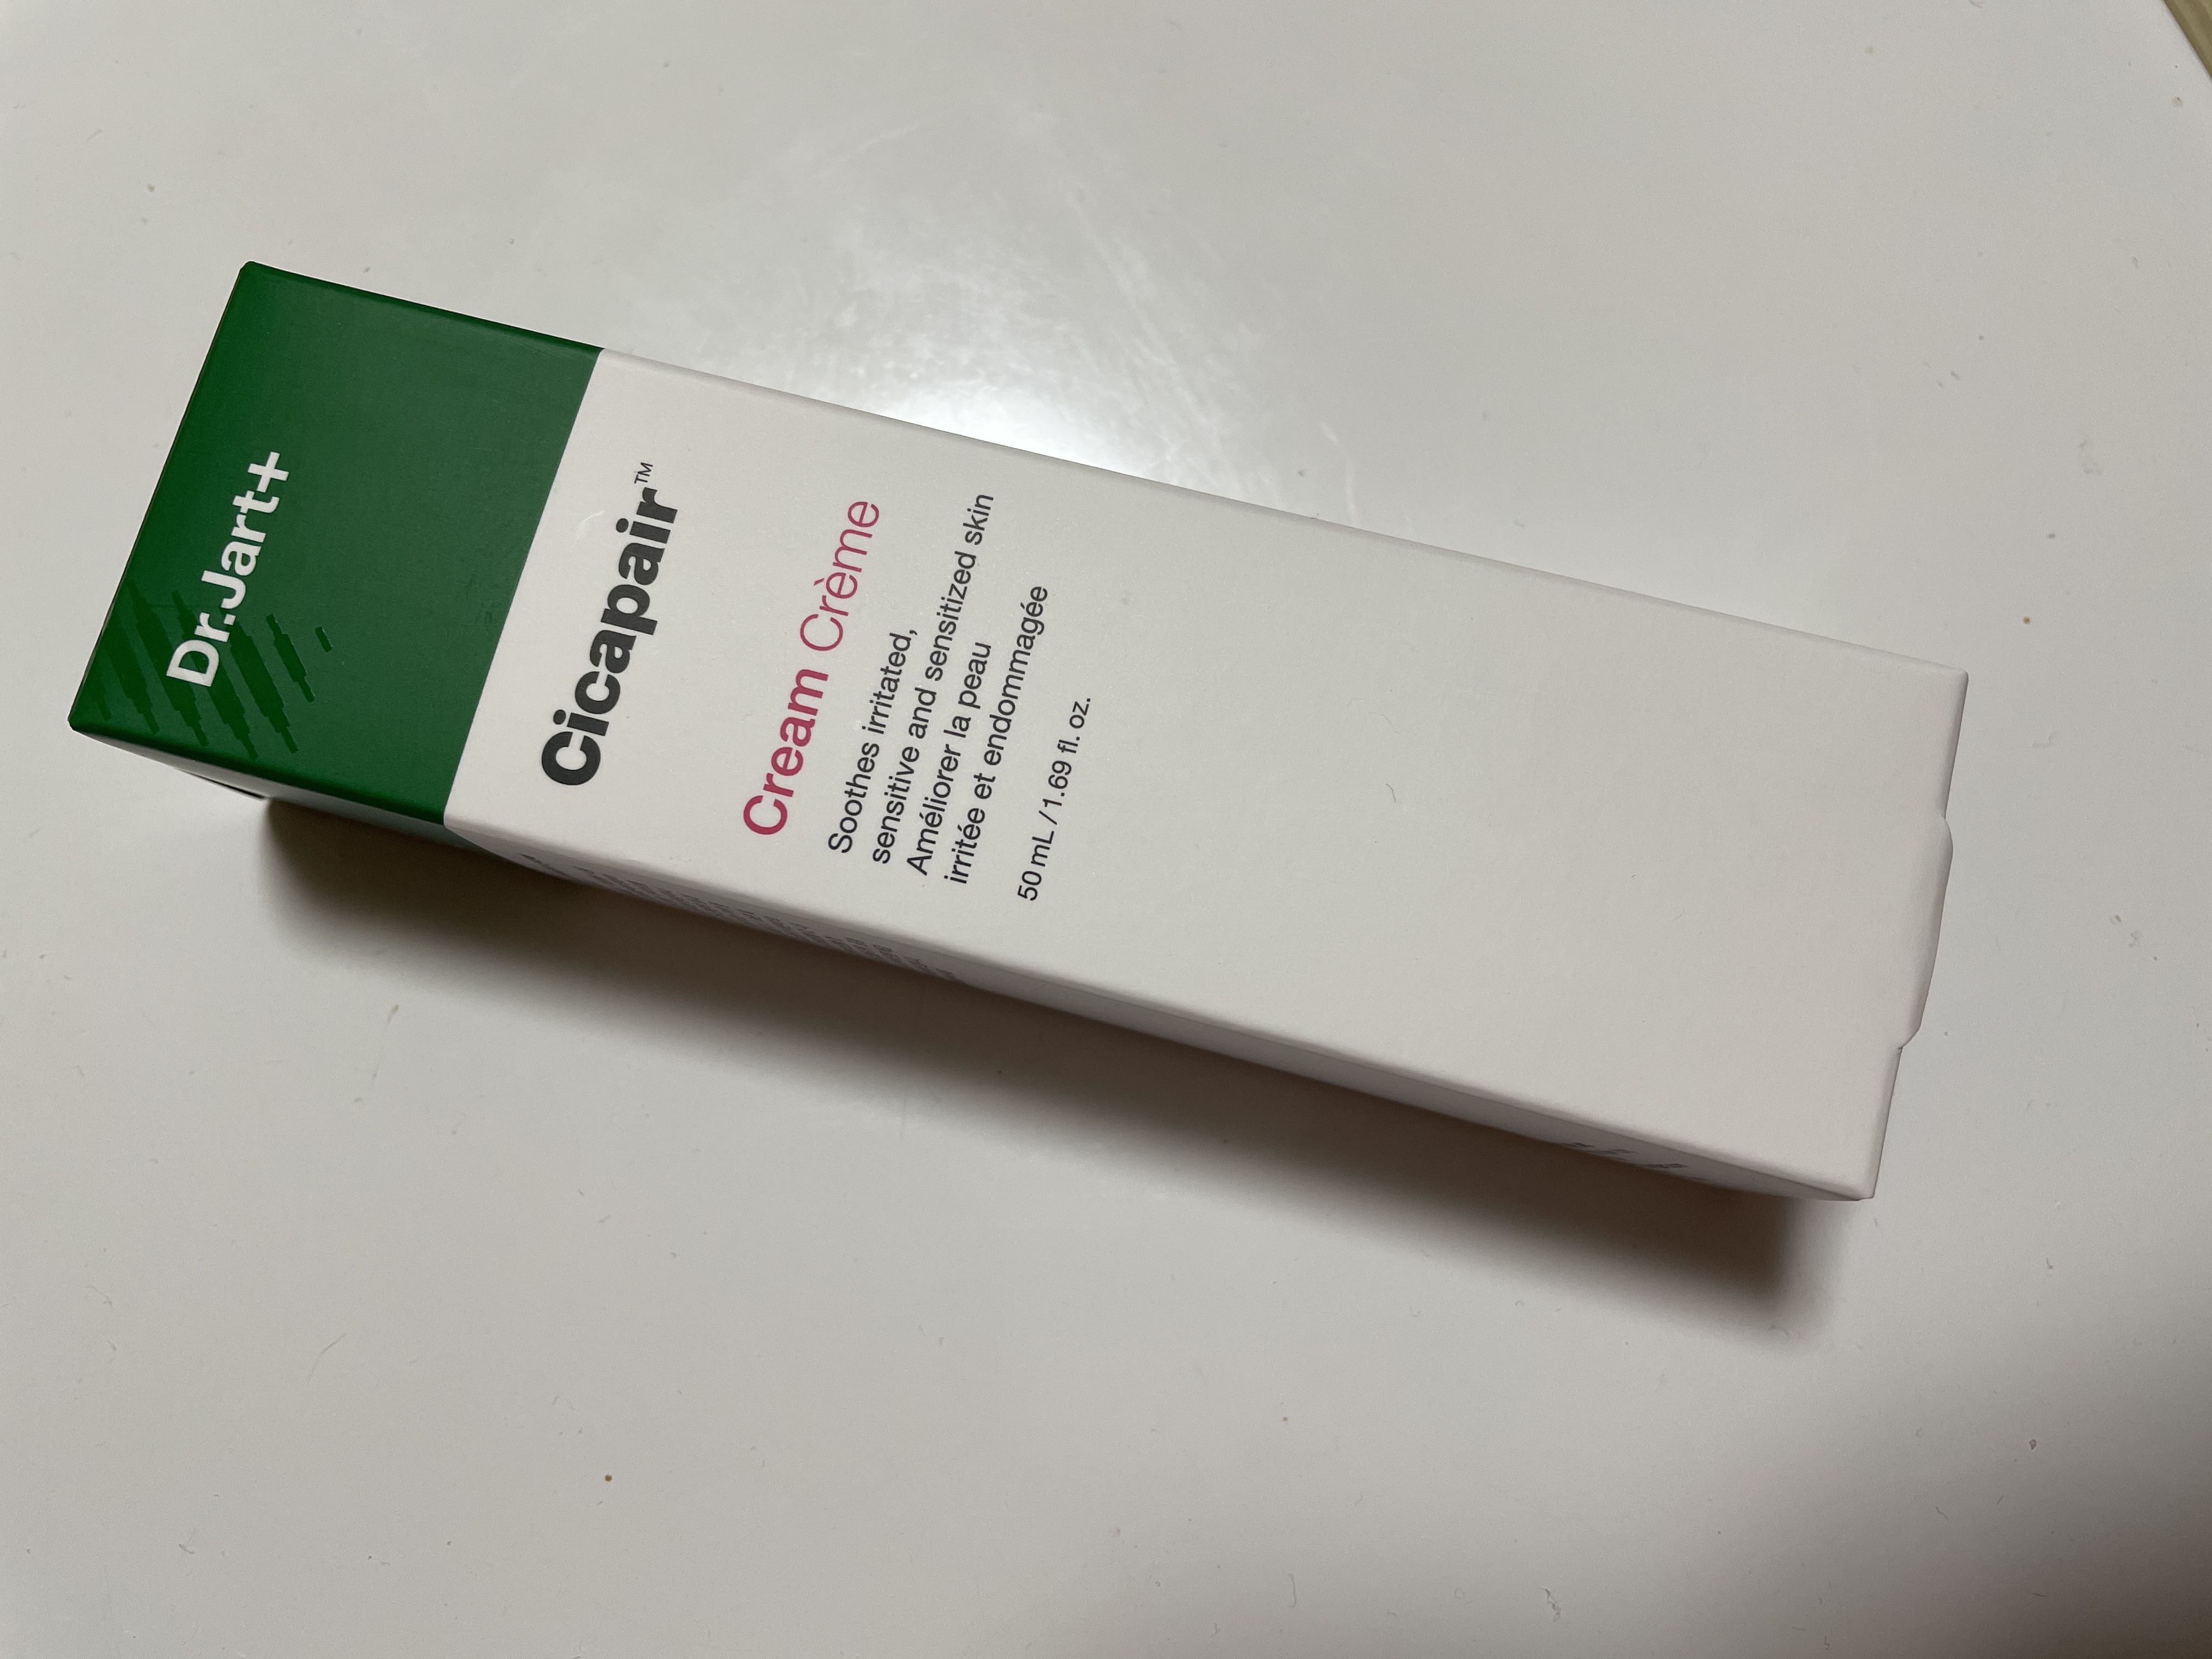 Dr.Jart+
Cicapair™
Cream Crème
Soothes irritated,
sensitive and sensitized skin
Améliorer la peau
irritée et endommagée
50 mL / 1.69 fl. oz.